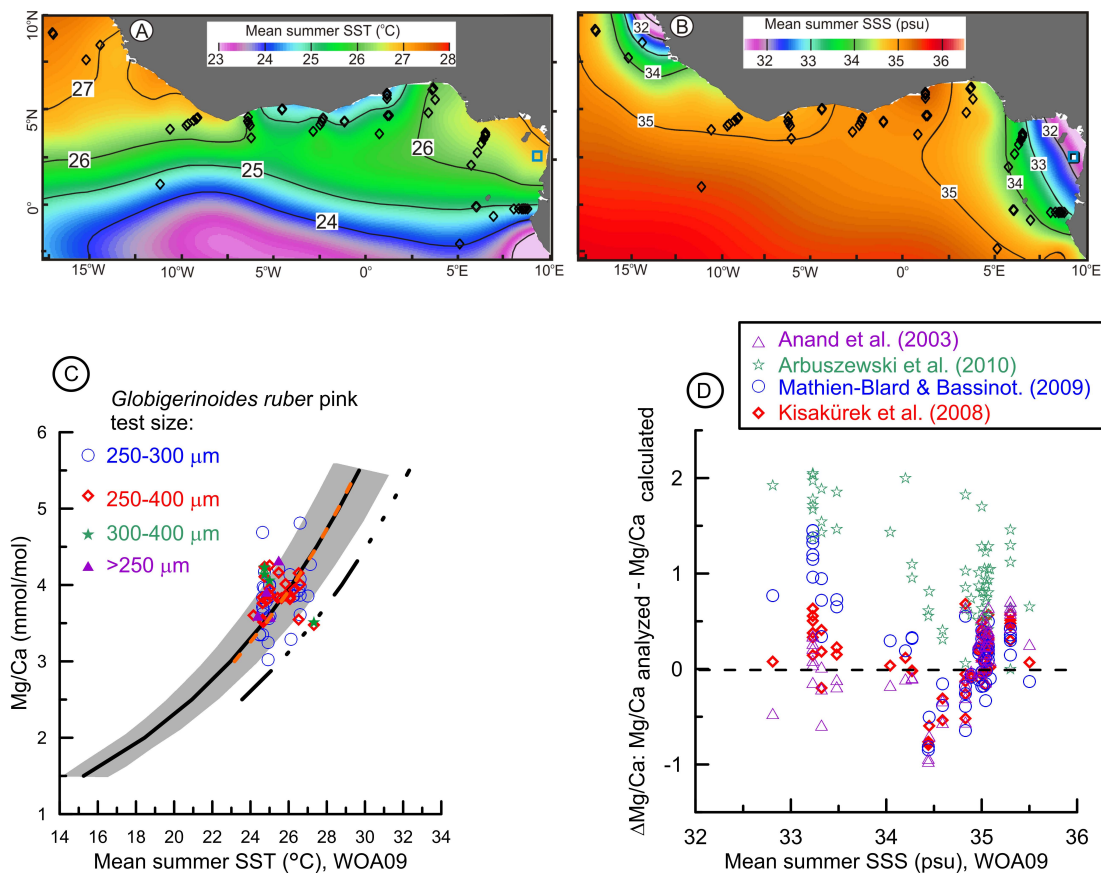 A
Mean summer SST (°C)
23 24 25 26 27 28
10°N
5°N
0°
27
26
25
24
26
15°W 10°W 5°W 0° 5°E 10°E
B
Mean summer SSS (psu)
32 33 34 35 36
32
34
35
35
34
33
32
15°W 10°W 5°W 0° 5°E 10°E
C
Globigerinoides ruber pink
test size:
250-300 µm
250-400 µm
300-400 µm
>250 µm
Mg/Ca (mmol/mol)
6
5
4
3
2
1
14 16 18 20 22 24 26 28 30 32 34
Mean summer SST (°C), WOA09
Anand et al. (2003)
Arbuszewski et al. (2010)
Mathien-Blard & Bassinot. (2009)
Kisakürek et al. (2008)
D
ΔMg/Ca: Mg/Ca analyzed - Mg/Ca calculated
2
1
0
-1
32 33 34 35 36
Mean summer SSS (psu), WOA09